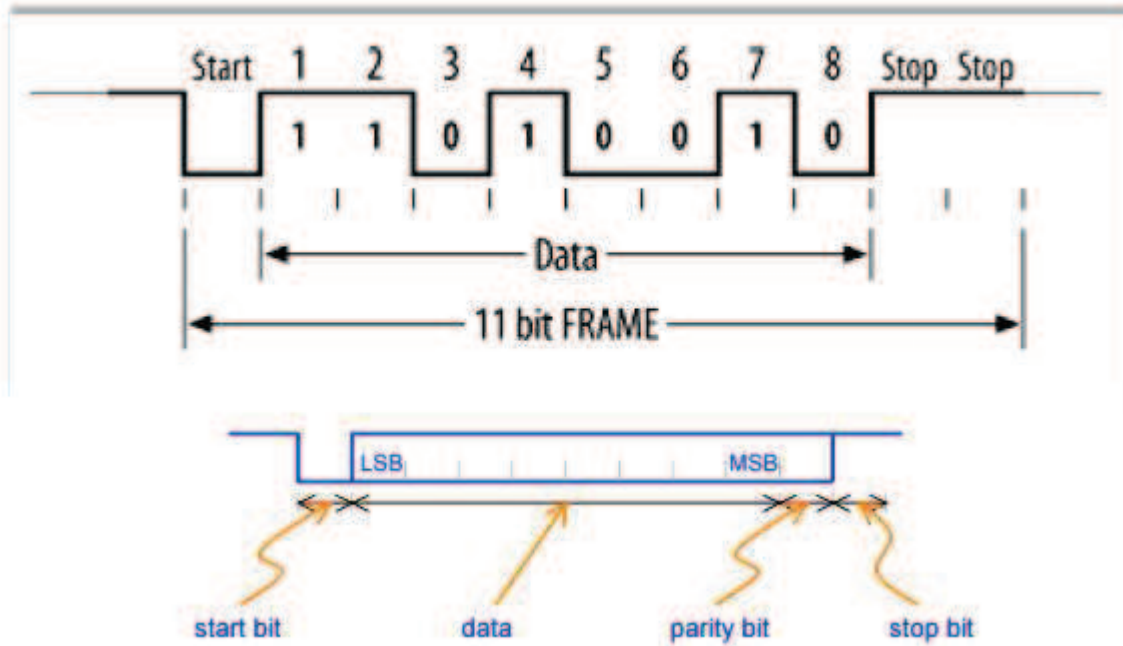 Start 1 2 3 4 5 6 7 8 Stop Stop
1 1 0 1 0 0 1 0
Data
11 bit FRAME
LSB MSB
start bit data parity bit stop bit